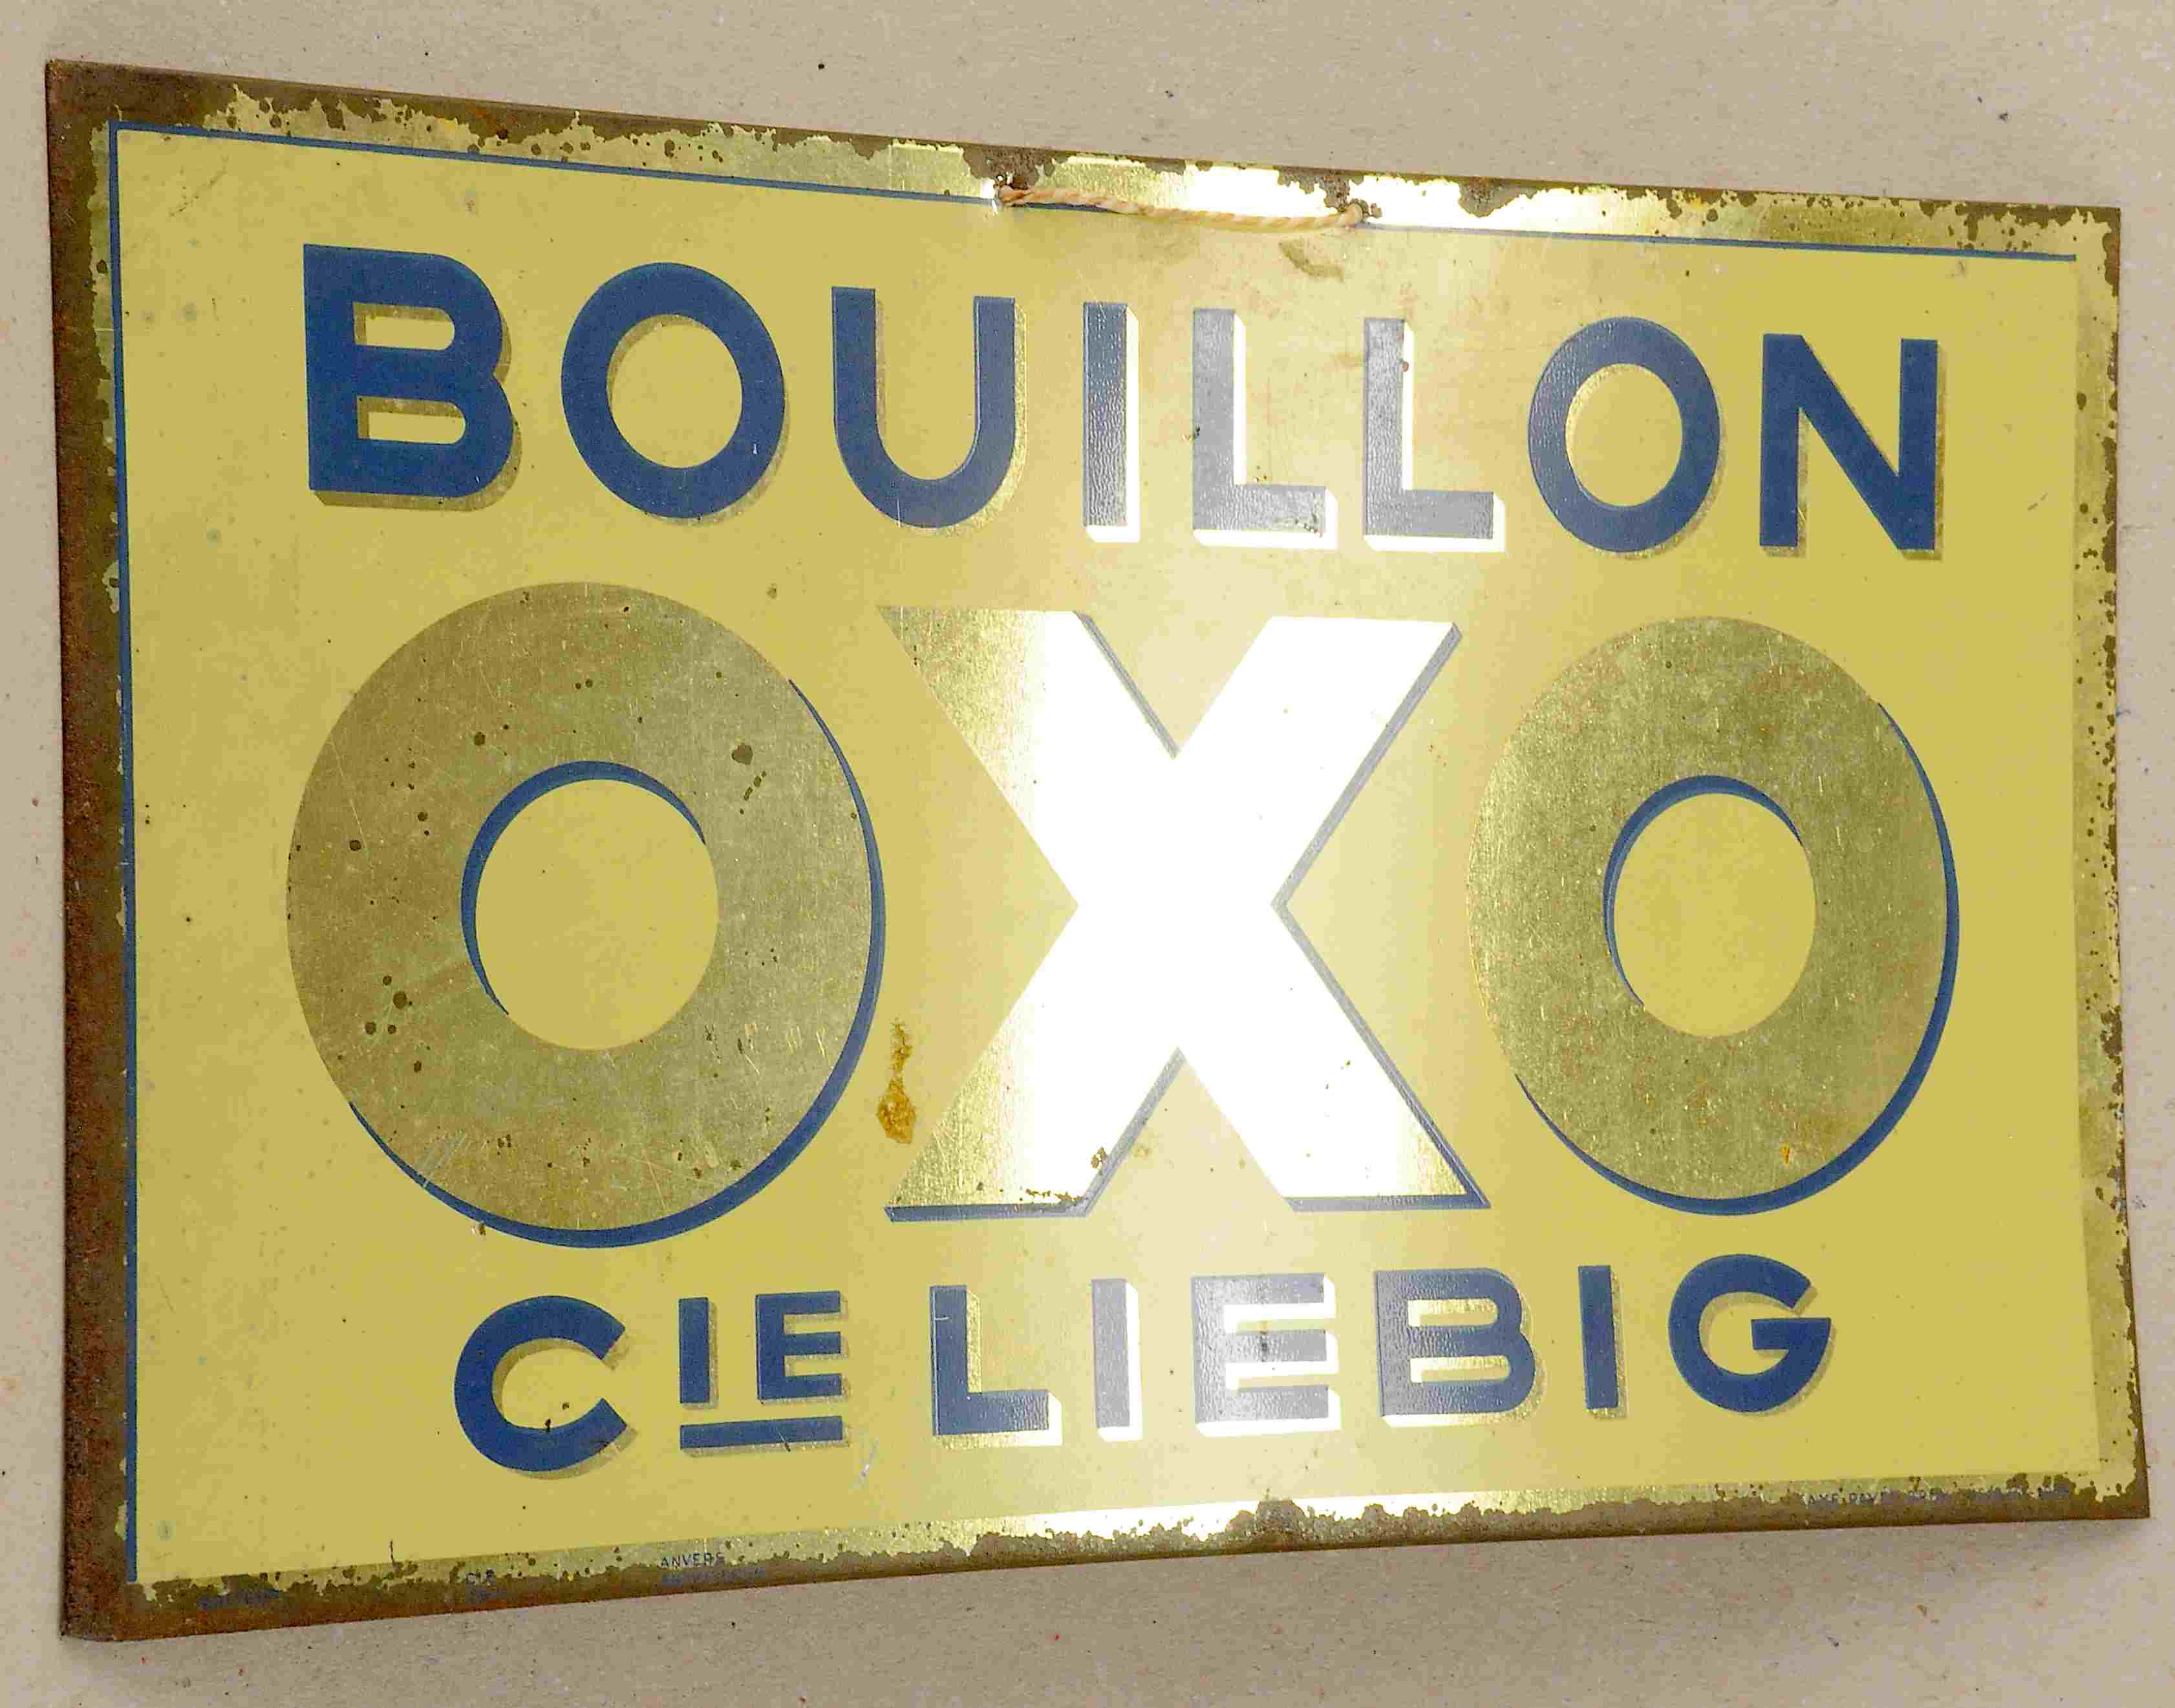 BOUILLON
OXO
CIE LIEBIG
ANVERS